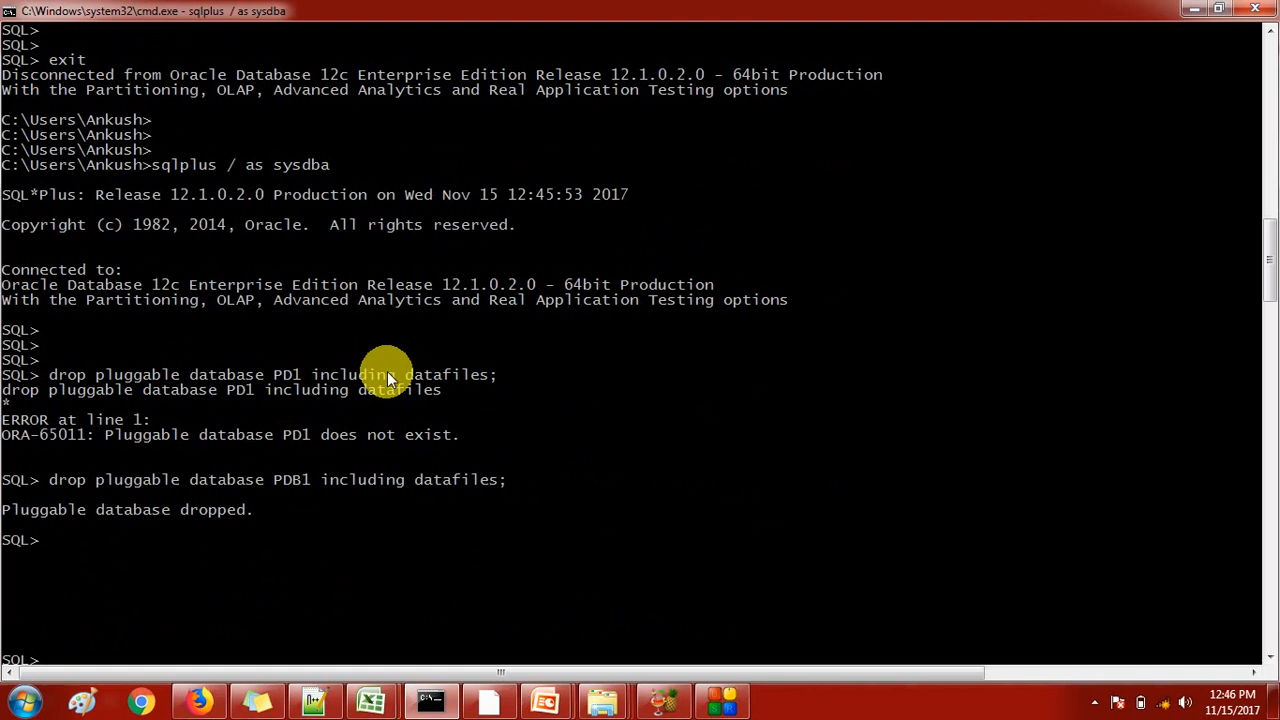 C:\Windows\system32\cmd.exe - sqlplus / as sysdba
SQL>
SQL>
SQL> exit
Disconnected from Oracle Database 12c Enterprise Edition Release 12.1.0.2.0 - 64bit Production
With the Partitioning, OLAP, Advanced Analytics and Real Application Testing options
C:\Users\Ankush>
C:\Users\Ankush>
C:\Users\Ankush>
C:\Users\Ankush>sqlplus / as sysdba
SQL*Plus: Release 12.1.0.2.0 Production on Wed Nov 15 12:45:53 2017
Copyright (c) 1982, 2014, Oracle.  All rights reserved.
Connected to:
Oracle Database 12c Enterprise Edition Release 12.1.0.2.0 - 64bit Production
With the Partitioning, OLAP, Advanced Analytics and Real Application Testing options
SQL>
SQL>
SQL>
SQL> drop pluggable database PD1 including datafiles;
drop pluggable database PD1 including datafiles
*
ERROR at line 1:
ORA-65011: Pluggable database PD1 does not exist.
SQL> drop pluggable database PDB1 including datafiles;
Pluggable database dropped.
SQL>
SQL>
12:46 PM
11/15/2017